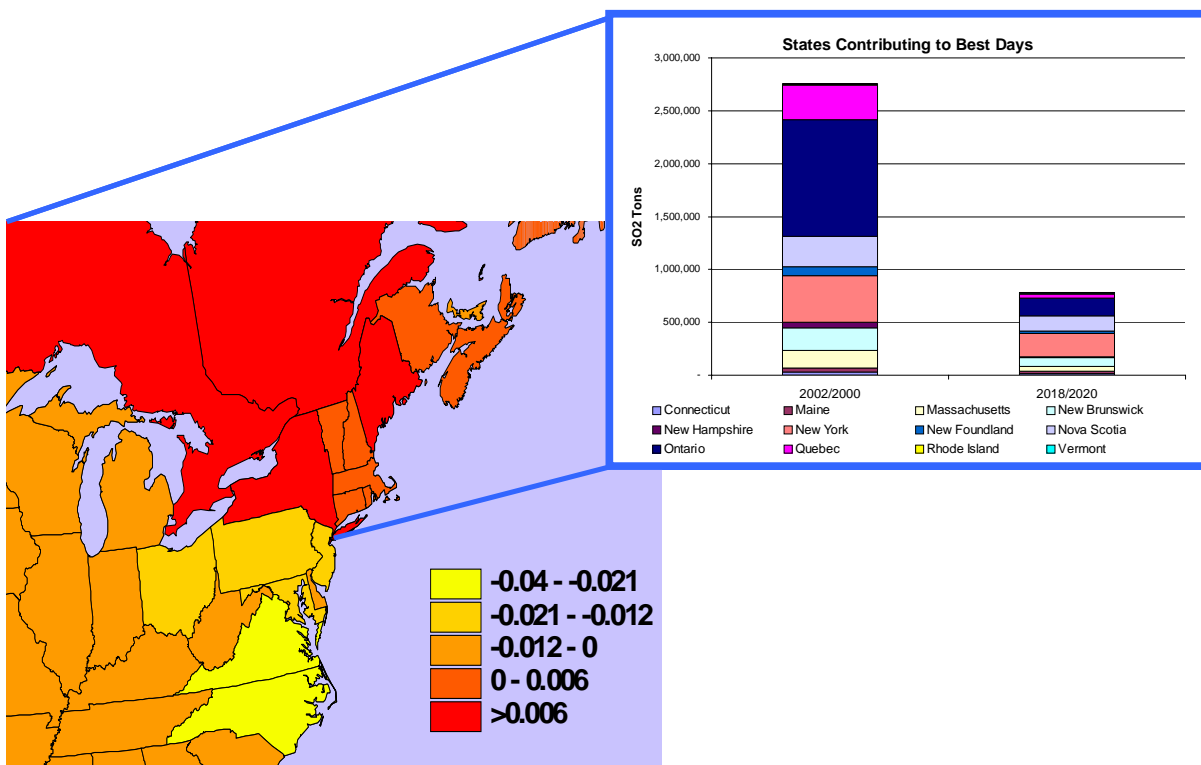 States Contributing to Best Days
3,000,000
2,500,000
2,000,000
1,500,000
1,000,000
500,000
-
SO2 Tons
2002/2000 2018/2020
Connecticut Maine Massachusetts New Brunswick
New Hampshire New York New Foundland Nova Scotia
Ontario Quebec Rhode Island Vermont
-0.04 - -0.021
-0.021 - -0.012
-0.012 - 0
0 - 0.006
>0.006